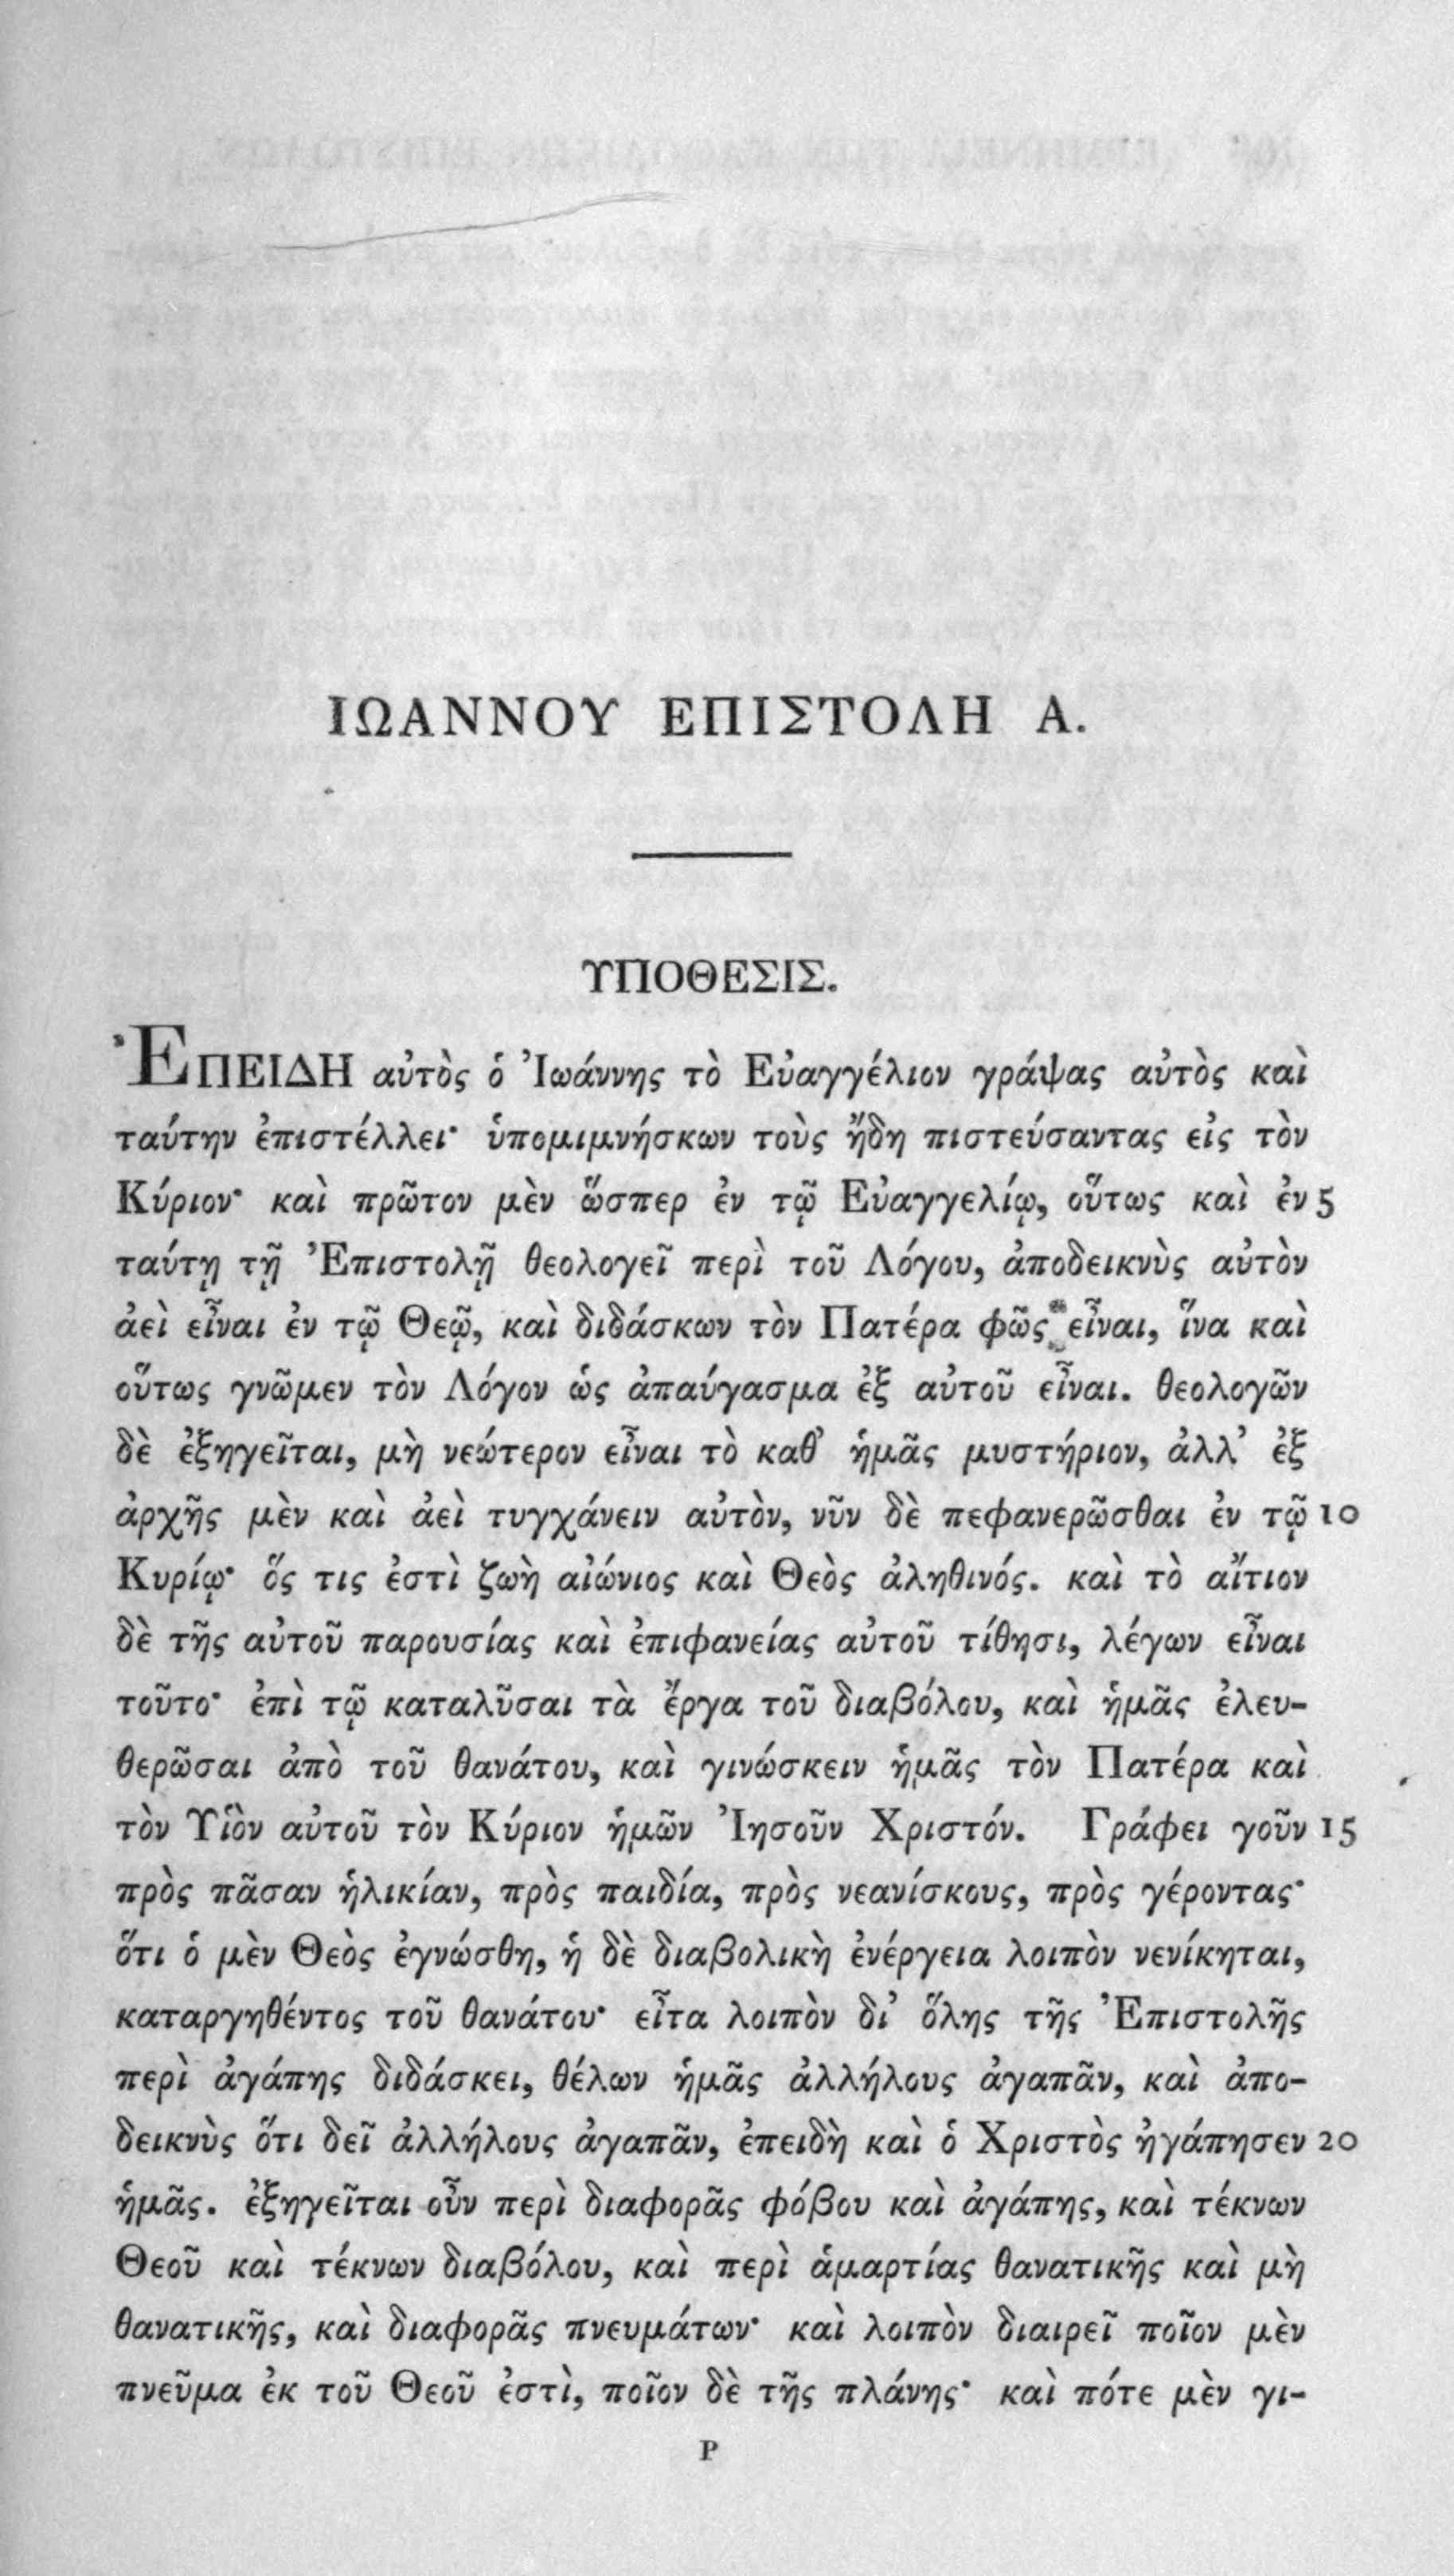 ΙΩΑΝΝΟΥ ΕΠΙΣΤΟΛΗ Α.
ΥΠΟΘΕΣΙΣ.
ἘΠΕΙΔΗ αὐτὸς ὁ Ἰωάννης τὸ Εὐαγγέλιον γράψας αὐτὸς καὶ
ταύτην ἐπιστέλλει· ὑπομιμνήσκων τοὺς ἤδη πιστεύσαντας εἰς τὸν
Κύριον· καὶ πρῶτον μὲν ὥσπερ ἐν τῷ Εὐαγγελίῳ, οὕτως καὶ ἐν 5
ταύτῃ τῇ Ἐπιστολῇ θεολογεῖ περὶ τοῦ Λόγου, ἀποδεικνὺς αὐτὸν
ἀεὶ εἶναι ἐν τῷ Θεῷ, καὶ διδάσκων τὸν Πατέρα φῶς εἶναι, ἵνα καὶ
οὕτως γνῶμεν τὸν Λόγον ὡς ἀπαύγασμα ἐξ αὐτοῦ εἶναι. θεολογῶν
δὲ ἐξηγεῖται, μὴ νεώτερον εἶναι τὸ καθ' ἡμᾶς μυστήριον, ἀλλ' ἐξ
ἀρχῆς μὲν καὶ ἀεὶ τυγχάνειν αὐτὸν, νῦν δὲ πεφανερῶσθαι ἐν τῷ 10
Κυρίῳ· ὅς τις ἐστὶ ζωὴ αἰώνιος καὶ Θεὸς ἀληθινός. καὶ τὸ αἴτιον
δὲ τῆς αὐτοῦ παρουσίας καὶ ἐπιφανείας αὐτοῦ τίθησι, λέγων εἶναι
τοῦτο· ἐπὶ τῷ καταλῦσαι τὰ ἔργα τοῦ διαβόλου, καὶ ἡμᾶς ἐλευ-
θερῶσαι ἀπὸ τοῦ θανάτου, καὶ γινώσκειν ἡμᾶς τὸν Πατέρα καὶ
τὸν Υἱὸν αὐτοῦ τὸν Κύριον ἡμῶν Ἰησοῦν Χριστόν. Γράφει γοῦν 15
πρὸς πᾶσαν ἡλικίαν, πρὸς παιδία, πρὸς νεανίσκους, πρὸς γέροντας·
ὅτι ὁ μὲν Θεὸς ἐγνώσθη, ἡ δὲ διαβολικὴ ἐνέργεια λοιπὸν νενίκηται,
καταργηθέντος τοῦ θανάτου· εἶτα λοιπὸν δι' ὅλης τῆς Ἐπιστολῆς
περὶ ἀγάπης διδάσκει, θέλων ἡμᾶς ἀλλήλους ἀγαπᾶν, καὶ ἀπο-
δεικνὺς ὅτι δεῖ ἀλλήλους ἀγαπᾶν, ἐπειδὴ καὶ ὁ Χριστὸς ἠγάπησεν 20
ἡμᾶς. ἐξηγεῖται οὖν περὶ διαφορᾶς φόβου καὶ ἀγάπης, καὶ τέκνων
Θεοῦ καὶ τέκνων διαβόλου, καὶ περὶ ἁμαρτίας θανατικῆς καὶ μὴ
θανατικῆς, καὶ διαφορᾶς πνευμάτων· καὶ λοιπὸν διαιρεῖ ποῖον μὲν
πνεῦμα ἐκ τοῦ Θεοῦ ἐστὶ, ποῖον δὲ τῆς πλάνης· καὶ πότε μὲν γι-
P